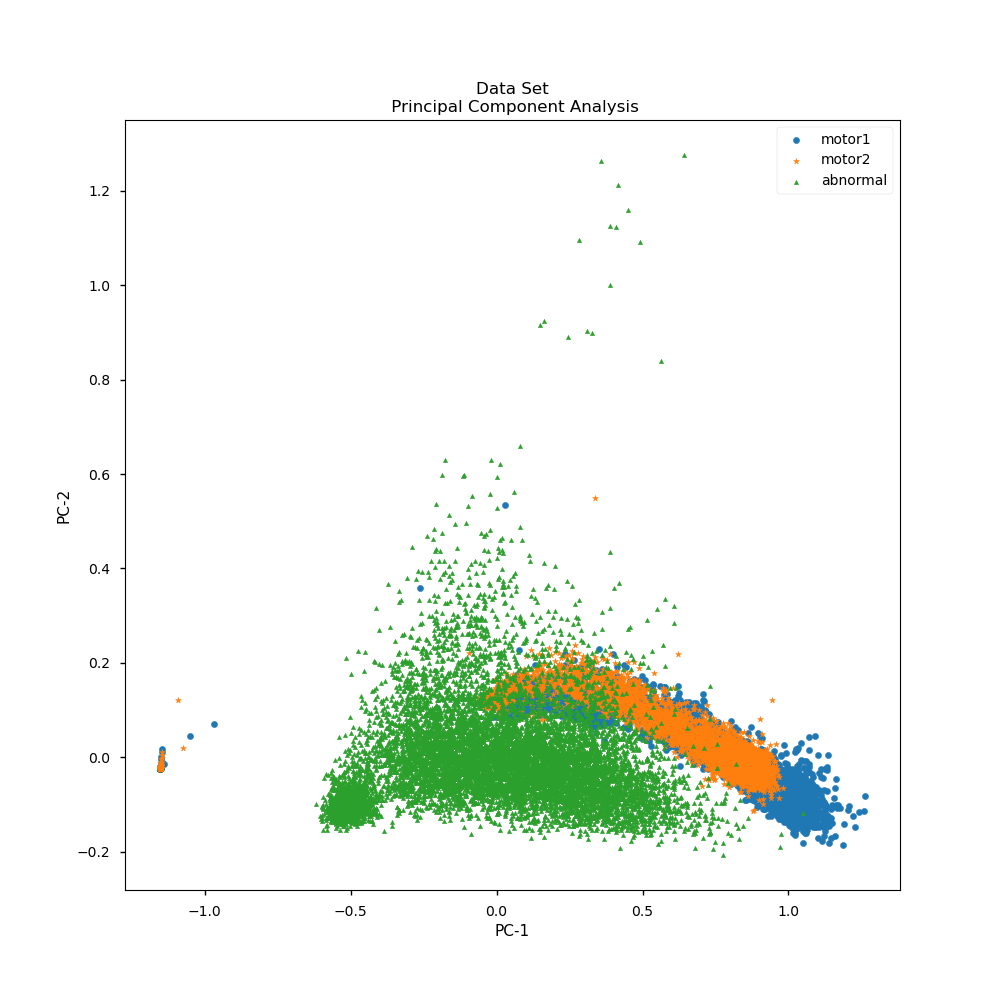 Data Set
Principal Component Analysis
motor1
motor2
abnormal
1.2
1.0
0.8
0.6
0.4
0.2
0.0
−0.2
PC-2
−1.0
−0.5
0.0
0.5
1.0
PC-1